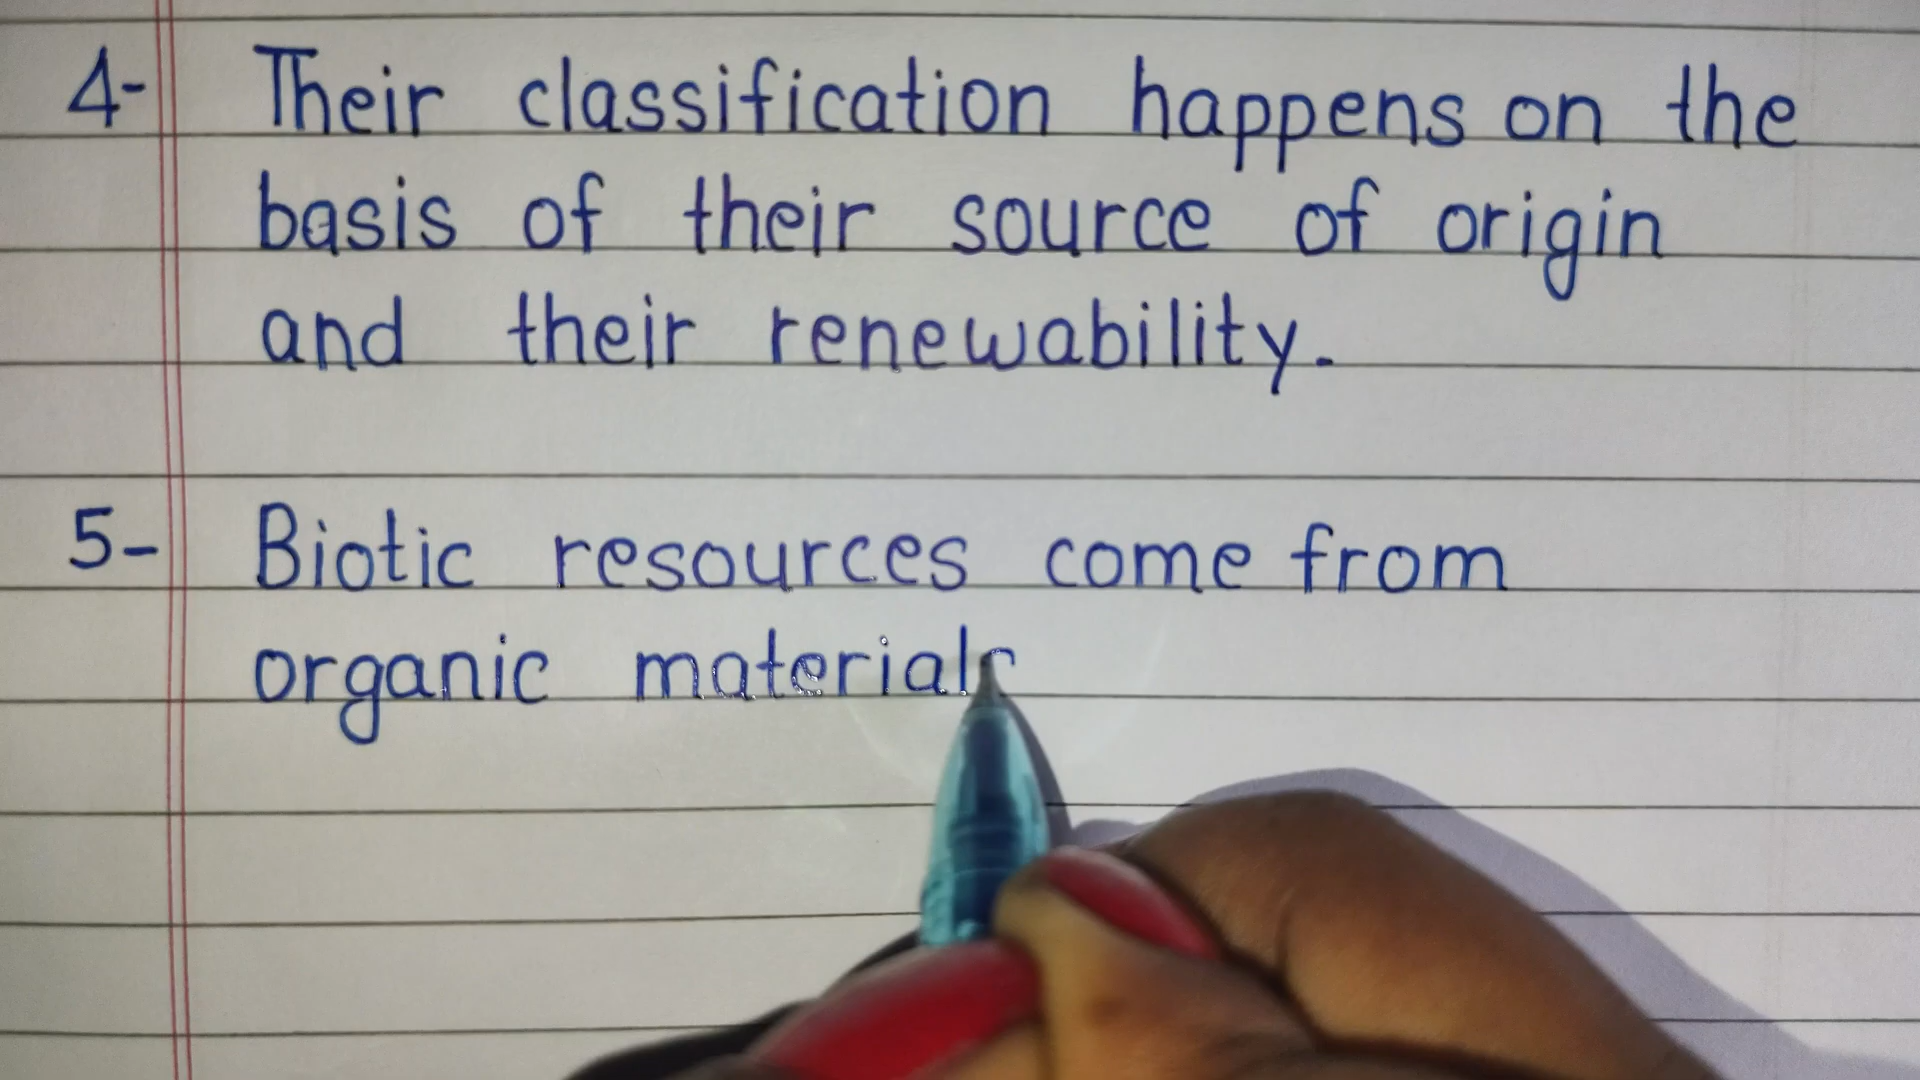 4- Their classification happens on the
basis of their source of origin
and their renewability.
5- Biotic resources come from
organic materials